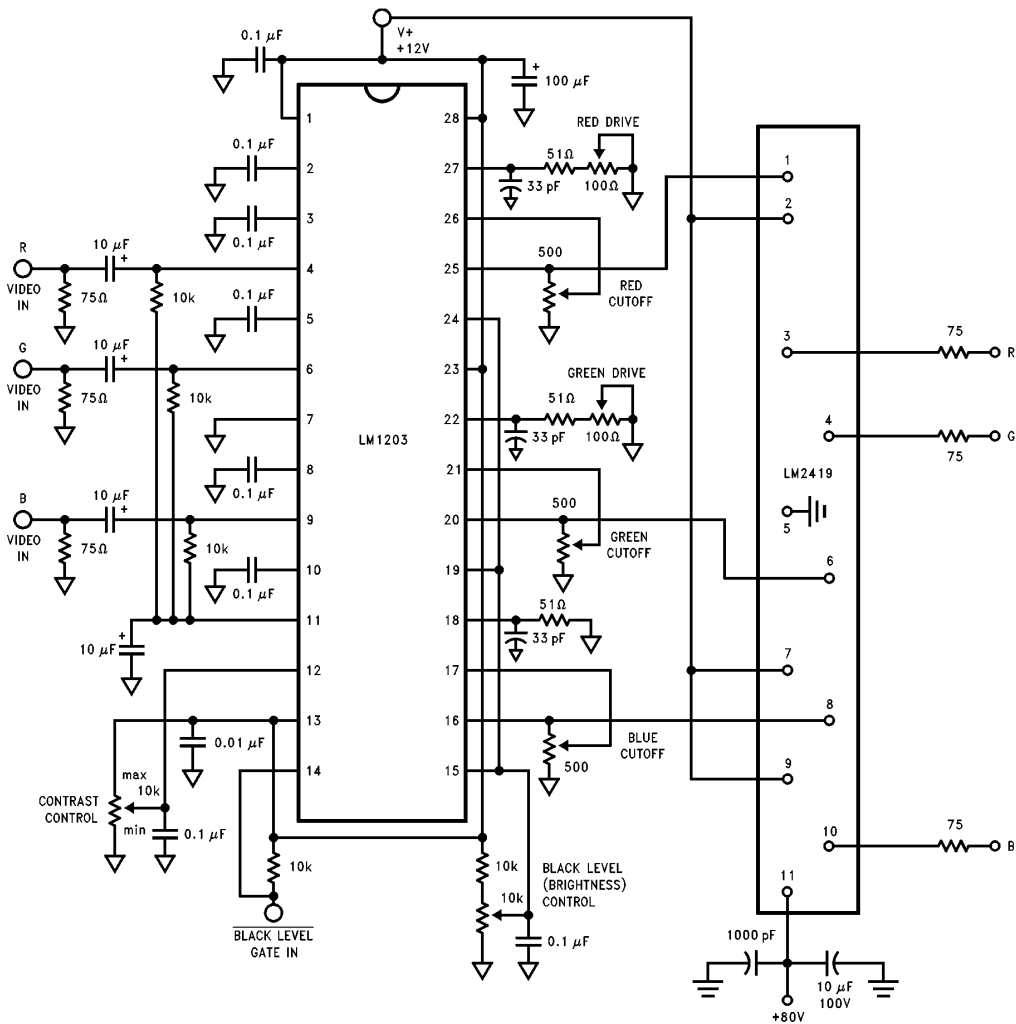 V+
+12V
0.1 μF
+
100 μF
1
28
RED DRIVE
0.1 μF
2
27
51Ω
33 pF
100Ω
1
2
3
0.1 μF
26
R
VIDEO
IN
75Ω
10 μF
+
10k
4
25
500
RED
CUTOFF
0.1 μF
5
24
3
75
R
G
VIDEO
IN
75Ω
10 μF
+
10k
6
23
GREEN DRIVE
51Ω
33 pF
100Ω
7
22
LM1203
4
75
G
8
0.1 μF
21
LM2419
5
B
VIDEO
IN
75Ω
10 μF
+
10k
9
20
500
GREEN
CUTOFF
6
0.1 μF
10
19
+
10 μF
11
18
51Ω
33 pF
12
17
7
13
0.01 μF
16
BLUE
CUTOFF
500
8
14
15
9
max
10k
min
CONTRAST
CONTROL
0.1 μF
10k
BLACK LEVEL
GATE IN
10k
10k
BLACK LEVEL
(BRIGHTNESS)
CONTROL
0.1 μF
10
75
B
11
1000 pF
10 μF
100V
+80V